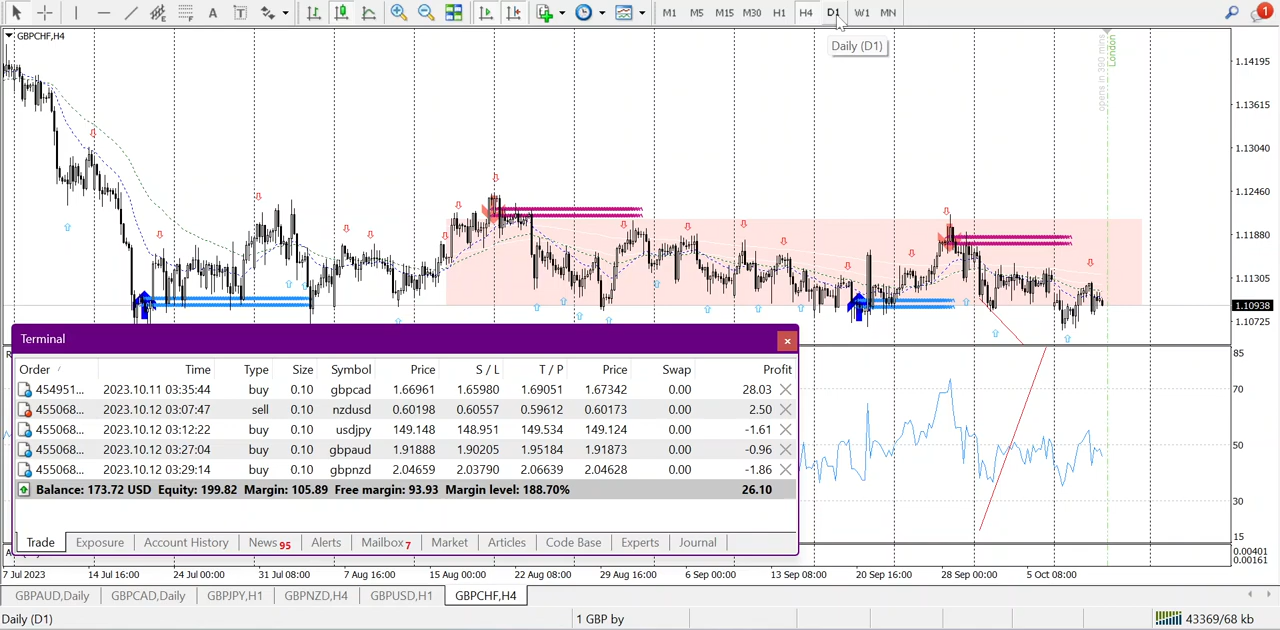 A T M1 M5 M15 M30 H1 H4 D1 W1 MN 1
GBPCHF,H4
Daily (D1)
opens in 390 mins
London
1.14195
1.13615
1.13040
1.12460
1.11880
1.11305
1.10938
1.10725
Terminal
Order / Time Type Size Symbol Price S / L T / P Price Swap Profit
454951... 2023.10.11 03:35:44 buy 0.10 gbpcad 1.66961 1.65980 1.69051 1.67342 0.00 28.03
455068... 2023.10.12 03:07:47 sell 0.10 nzdusd 0.60198 0.60557 0.59612 0.60173 0.00 2.50
455068... 2023.10.12 03:12:22 buy 0.10 usdjpy 149.148 148.951 149.534 149.124 0.00 -1.61
455068... 2023.10.12 03:27:04 buy 0.10 gbpaud 1.91888 1.90205 1.95184 1.91873 0.00 -0.96
455068... 2023.10.12 03:29:14 buy 0.10 gbpnzd 2.04659 2.03790 2.06639 2.04628 0.00 -1.86
Balance: 173.72 USD Equity: 199.82 Margin: 105.89 Free margin: 93.93 Margin level: 188.70% 26.10
Trade Exposure Account History News 95 Alerts Mailbox 7 Market Articles Code Base Experts Journal
85
70
50
30
15
0.00401
0.00161
7 Jul 2023 14 Jul 16:00 24 Jul 00:00 31 Jul 08:00 7 Aug 16:00 15 Aug 00:00 22 Aug 08:00 29 Aug 16:00 6 Sep 00:00 13 Sep 08:00 20 Sep 16:00 28 Sep 00:00 5 Oct 08:00
GBPAUD,Daily GBPCAD,Daily GBPJPY,H1 GBPNZD,H4 GBPUSD,H1 GBPCHF,H4
Daily (D1) 1 GBP by 43369/68 kb